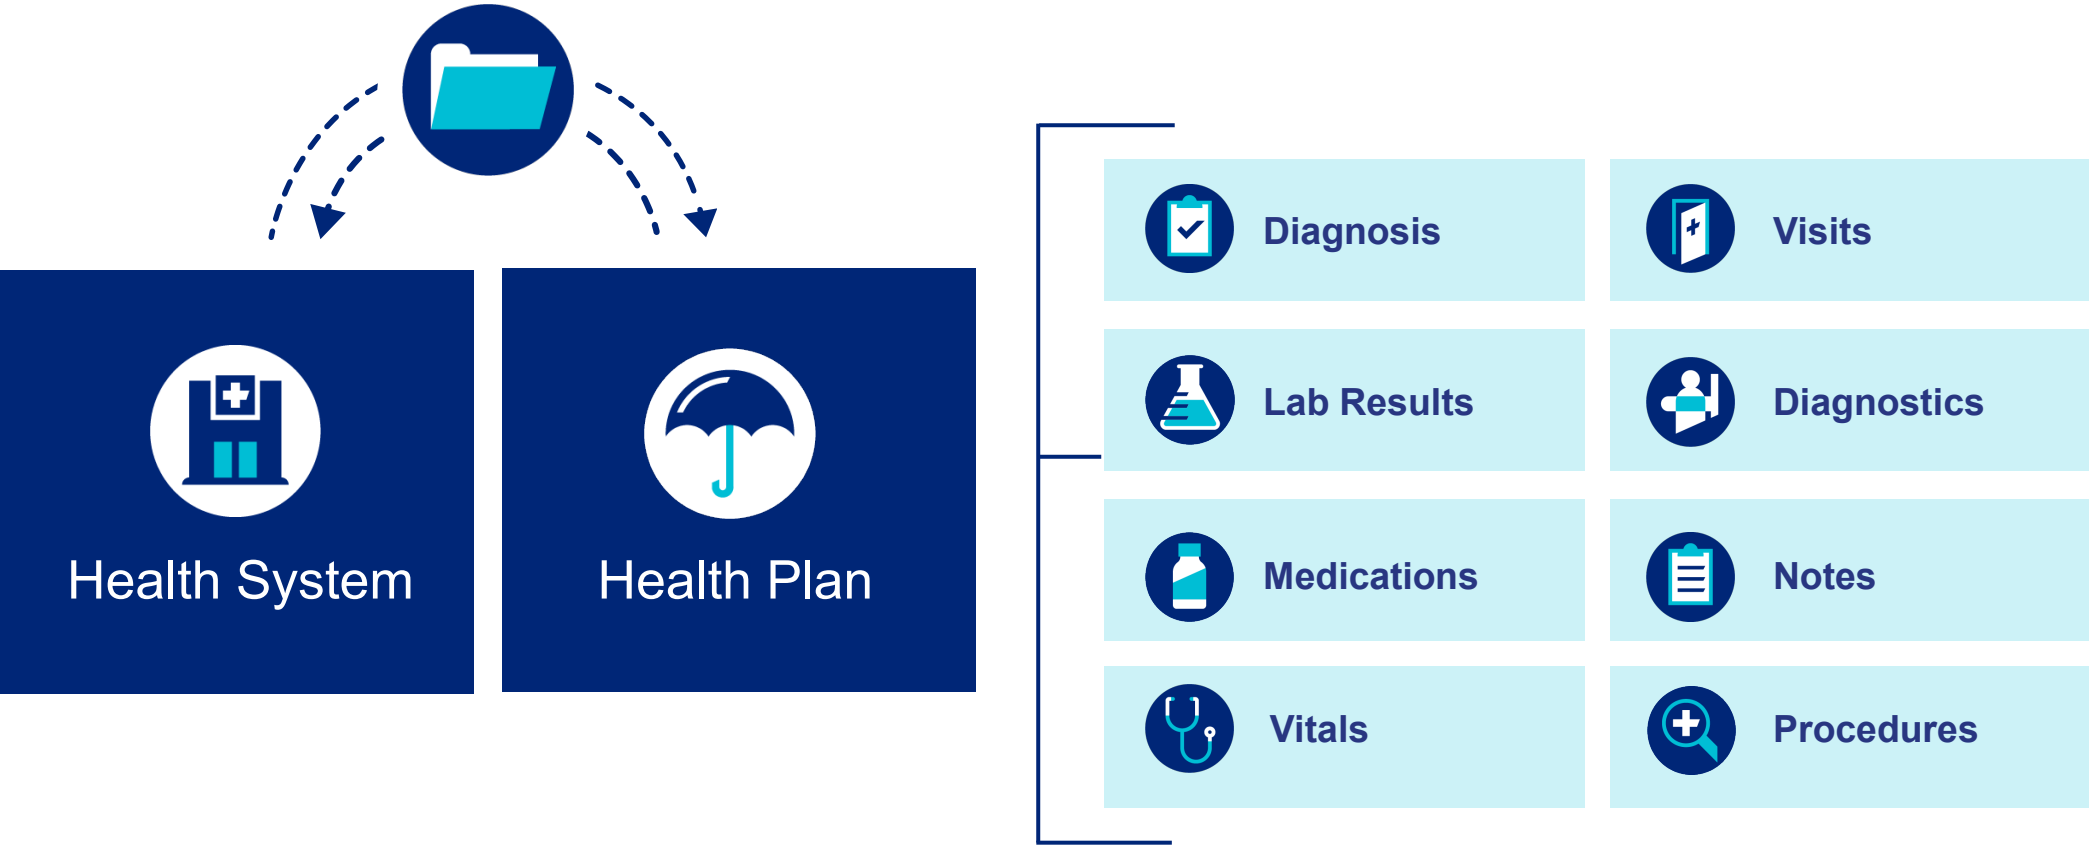 Health System
Health Plan
Diagnosis
Visits
Lab Results
Diagnostics
Medications
Notes
Vitals
Procedures